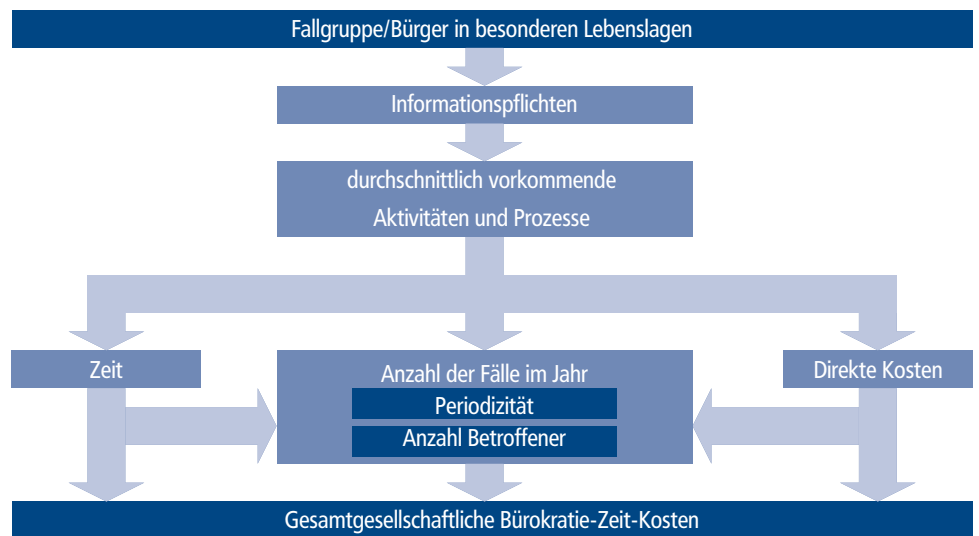 Fallgruppe/Bürger in besonderen Lebenslagen
Informationspflichten
durchschnittlich vorkommende
Aktivitäten und Prozesse
Zeit
Anzahl der Fälle im Jahr
Periodizität
Anzahl Betroffener
Direkte Kosten
Gesamtgesellschaftliche Bürokratie-Zeit-Kosten